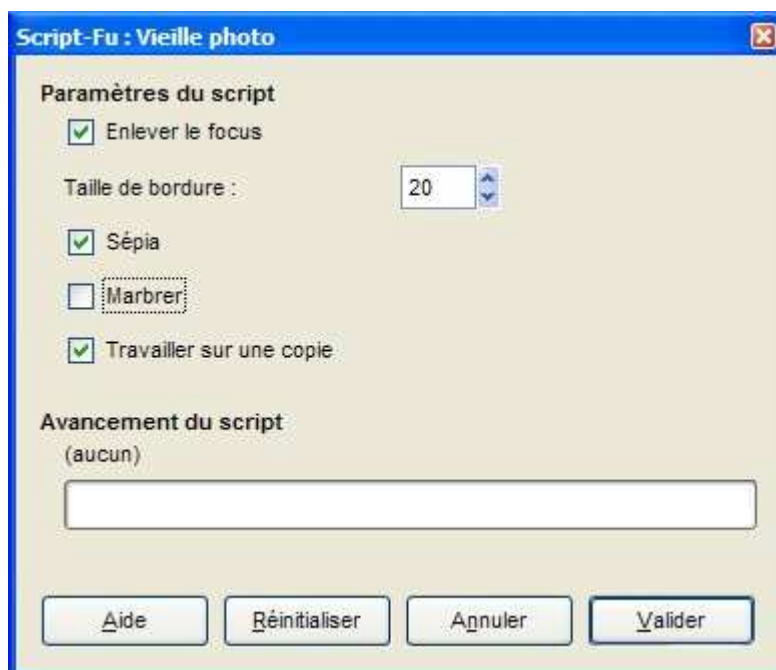 Script-Fu : Vieille photo
Paramètres du script
Enlever le focus
Taille de bordure :
20
Sépia
Marbrer
Travailler sur une copie
Avancement du script
(aucun)
Aide
Réinitialiser
Annuler
Valider